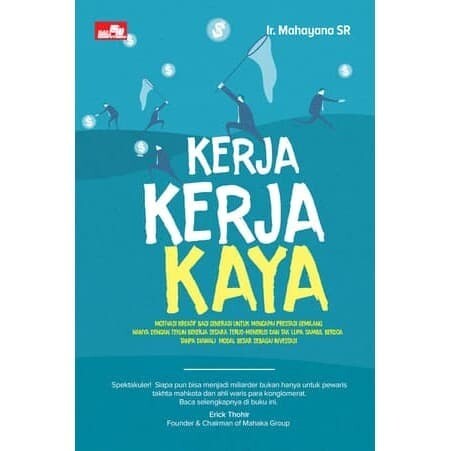 Ir. Mahayana SR
KERJA
KERJA
KAYA
MOTIVASI KREATIF BAGI GENERASI UNTUK MENCAPAI PRESTASI GEMILANG
HANYA DENGAN TEKUN BEKERJA SECARA TERUS-MENERUS DAN TAK LUPA SAMBIL BERDOA
TANPA DIAWALI MODAL BESAR SEBAGAI INVESTASI
Spektakuler! Siapa pun bisa menjadi miliarder bukan hanya untuk pewaris
takhta mahkota dan ahli waris para konglomerat.
Baca selengkapnya di buku ini.
Erick Thohir
Founder & Chairman of Mahaka Group